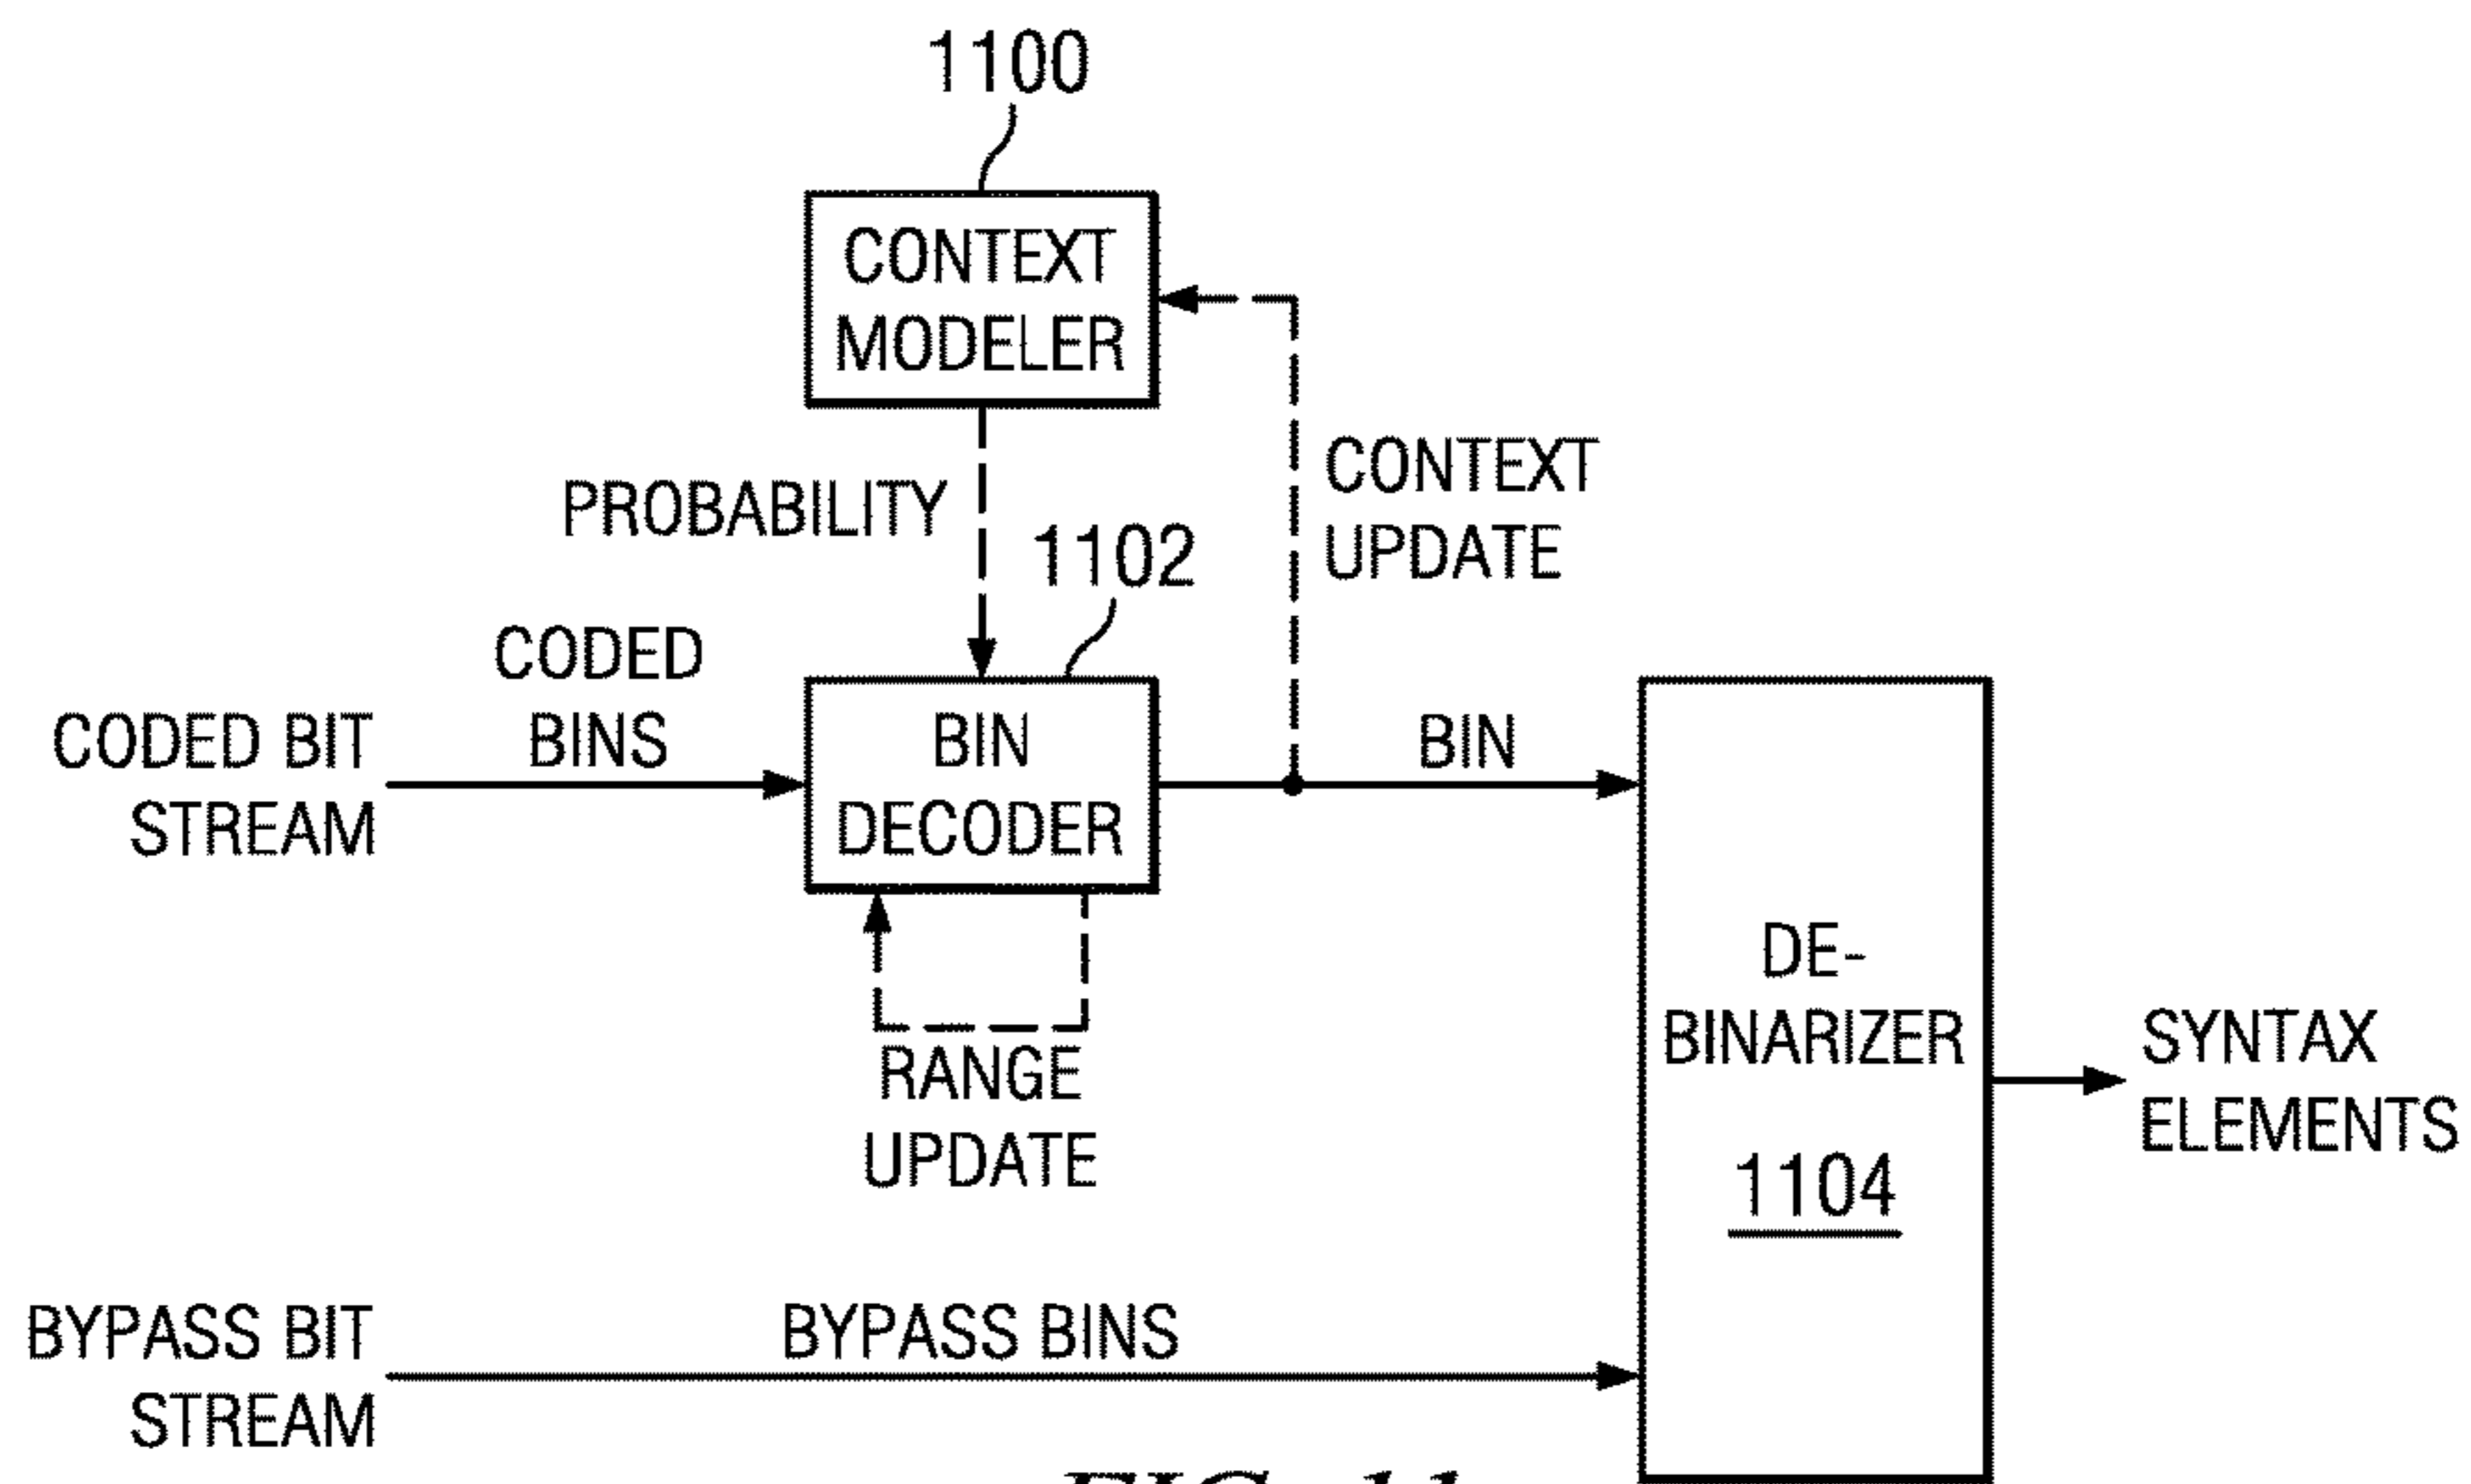 1100
CONTEXT
MODELER
PROBABILITY
CONTEXT
UPDATE
1102
CODED
BINS
CODED BIT
STREAM
BIN
DECODER
BIN
RANGE
UPDATE
DE-
BINARIZER
1104
SYNTAX
ELEMENTS
BYPASS BIT
STREAM
BYPASS BINS